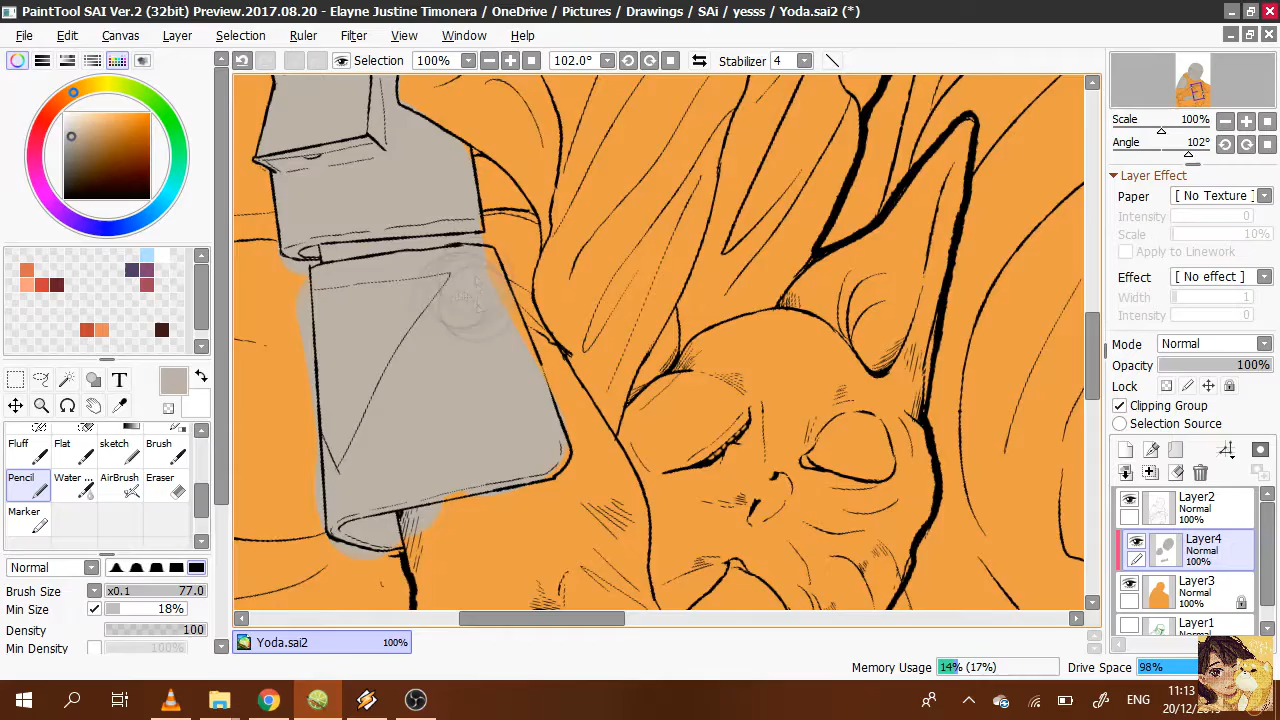 PaintTool SAI Ver.2 (32bit) Preview.2017.08.20 - Elayne Justine Timonera / OneDrive / Pictures / Drawings / SAi / yesss / Yoda.sai2 (*)
File Edit Canvas Layer Selection Ruler Filter View Window Help
Selection 100% 102.0° Stabilizer 4
Scale 100%
Angle 102°
Layer Effect
Paper [ No Texture ]
Intensity 0
Scale 10%
Apply to Linework
Effect [ No effect ]
Width 1
Intensity 0
Mode Normal
Opacity 100%
Lock
Clipping Group
Selection Source
T
Fluff Flat sketch Brush
Pencil Water ... AirBrush Eraser
Marker
Normal
Brush Size x0.1 77.0
Min Size 18%
Density 100
Min Density 100%
Layer2
Normal
100%
Layer4
Normal
100%
Layer3
Normal
100%
Layer1
Yoda.sai2 100%
Memory Usage 14% (17%) Drive Space 98%
ENG
11:13